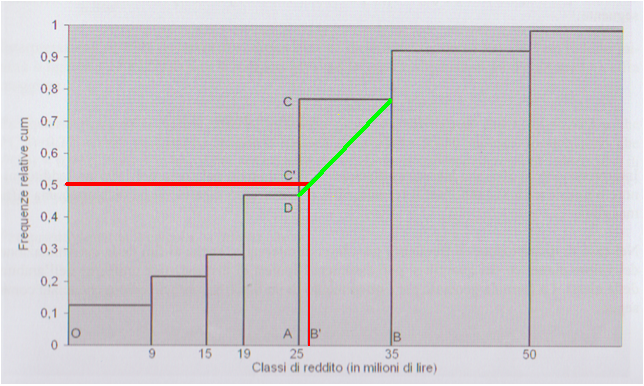 Frequenze relative cum
1
0,9
0,8
0,7
0,6
0,5
0,4
0,3
0,2
0,1
0
C
C'
D
O
A
B'
B
9 15 19 25 35 50
Classi di reddito (in milioni di lire)